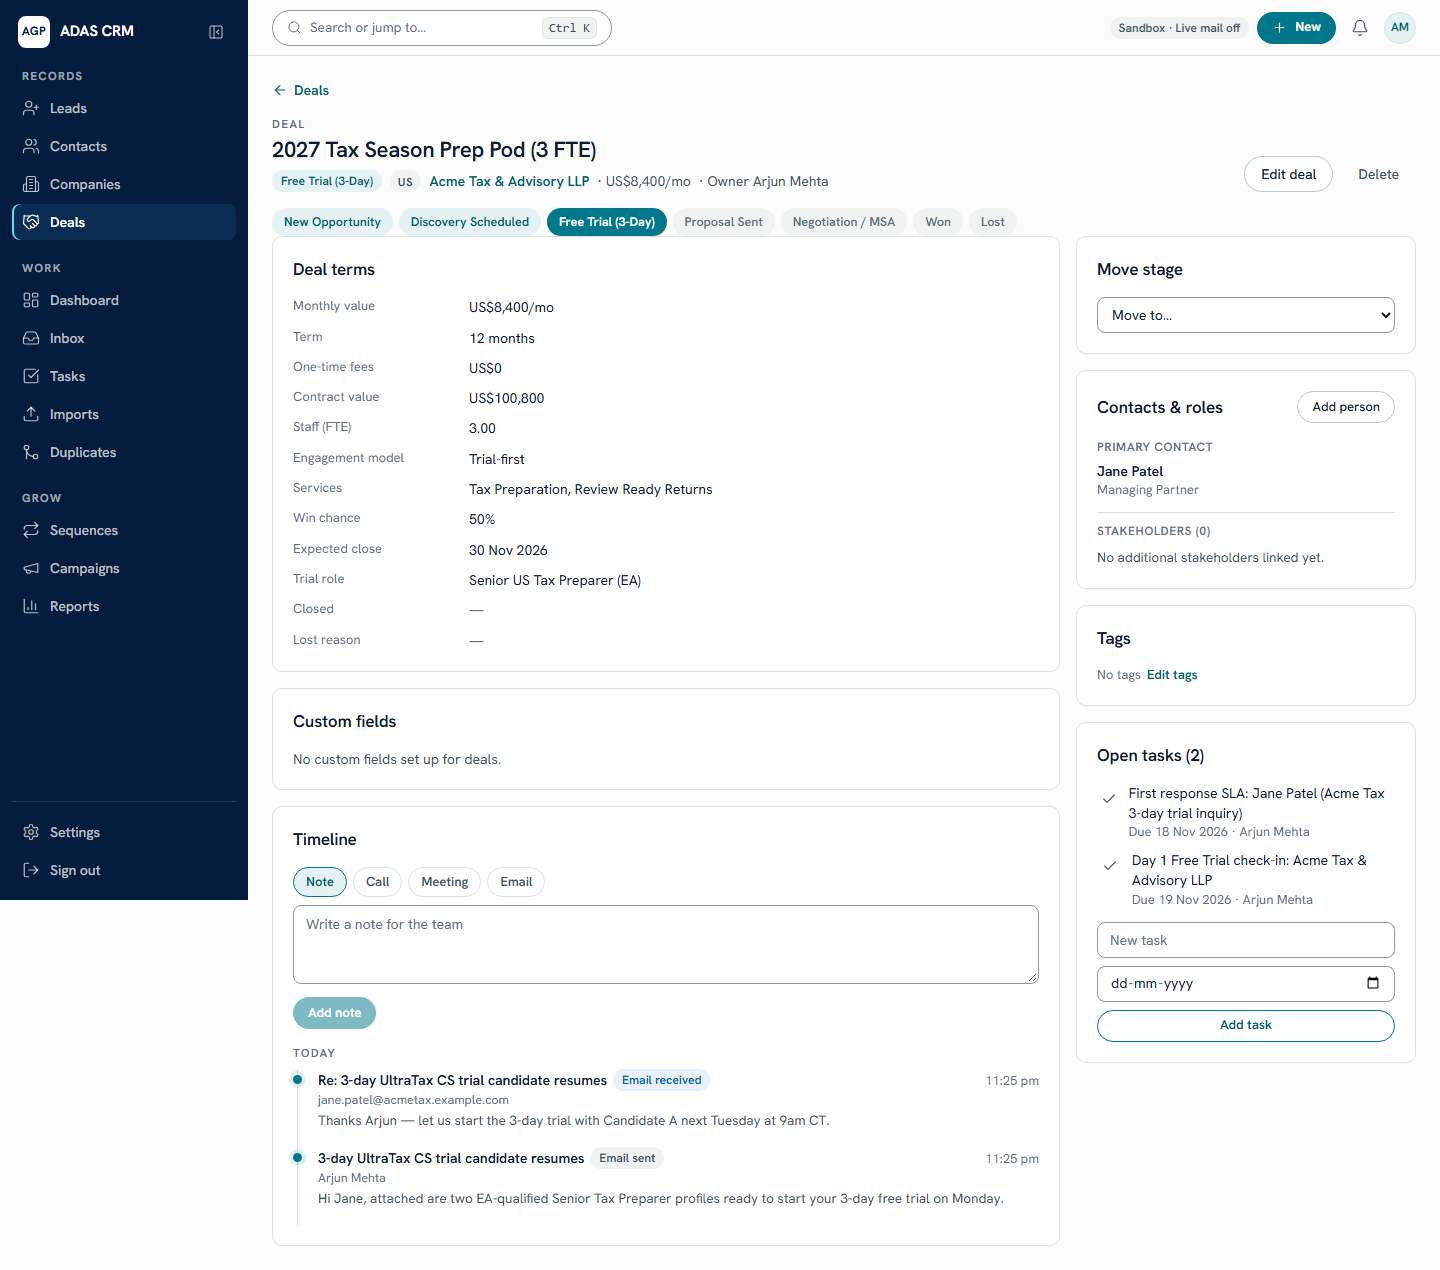 AGP
ADAS CRM
RECORDS
Leads
Contacts
Companies
Deals
WORK
Dashboard
Inbox
Tasks
Imports
Duplicates
GROW
Sequences
Campaigns
Reports
Settings
Sign out
Search or jump to...
Ctrl K
Sandbox · Live mail off
New
AM
Deals
DEAL
2027 Tax Season Prep Pod (3 FTE)
Free Trial (3-Day) US Acme Tax & Advisory LLP · US$8,400/mo · Owner Arjun Mehta
Edit deal
Delete
New Opportunity
Discovery Scheduled
Free Trial (3-Day)
Proposal Sent
Negotiation / MSA
Won
Lost
Deal terms
Monthly value US$8,400/mo
Term 12 months
One-time fees US$0
Contract value US$100,800
Staff (FTE) 3.00
Engagement model Trial-first
Services Tax Preparation, Review Ready Returns
Win chance 50%
Expected close 30 Nov 2026
Trial role Senior US Tax Preparer (EA)
Closed —
Lost reason —
Custom fields
No custom fields set up for deals.
Timeline
Note
Call
Meeting
Email
Write a note for the team
Add note
TODAY
Re: 3-day UltraTax CS trial candidate resumes Email received 11:25 pm
jane.patel@acmetax.example.com
Thanks Arjun — let us start the 3-day trial with Candidate A next Tuesday at 9am CT.
3-day UltraTax CS trial candidate resumes Email sent 11:25 pm
Arjun Mehta
Hi Jane, attached are two EA-qualified Senior Tax Preparer profiles ready to start your 3-day free trial on Monday.
Move stage
Move to...
Contacts & roles
Add person
PRIMARY CONTACT
Jane Patel
Managing Partner
STAKEHOLDERS (0)
No additional stakeholders linked yet.
Tags
No tags Edit tags
Open tasks (2)
First response SLA: Jane Patel (Acme Tax
3-day trial inquiry)
Due 18 Nov 2026 · Arjun Mehta
Day 1 Free Trial check-in: Acme Tax &
Advisory LLP
Due 19 Nov 2026 · Arjun Mehta
New task
dd-mm-yyyy
Add task